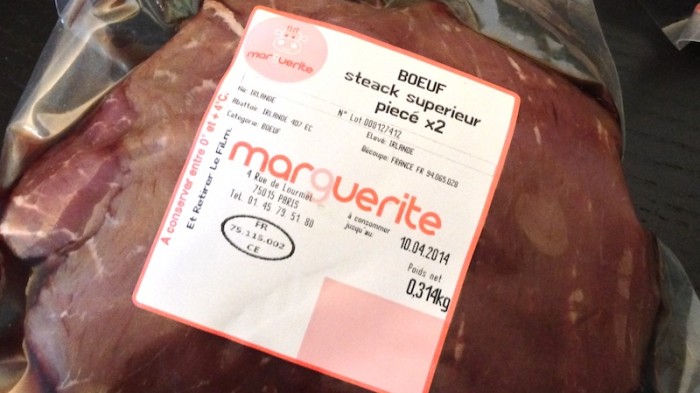 marguerite
BOEUF
steack superieur
piecé x2
Né: IRLANDE
N° Lot 00012/412
Abattoir: IRLANDE 407 EC
Elevé: IRLANDE
Catégorie: BOEUF
Découpe: FRANCE FR 94.065.020
marguerite
4 Rue de Lourmel
75015 PARIS
Tel. 01 45 79 51 80
à consommer
jusqu'au:
10.04.2014
FR
75.115.002
CE
Poids net
0,314kg
A conserver entre 0° et + 4°C.
Et Retirer Le Film.